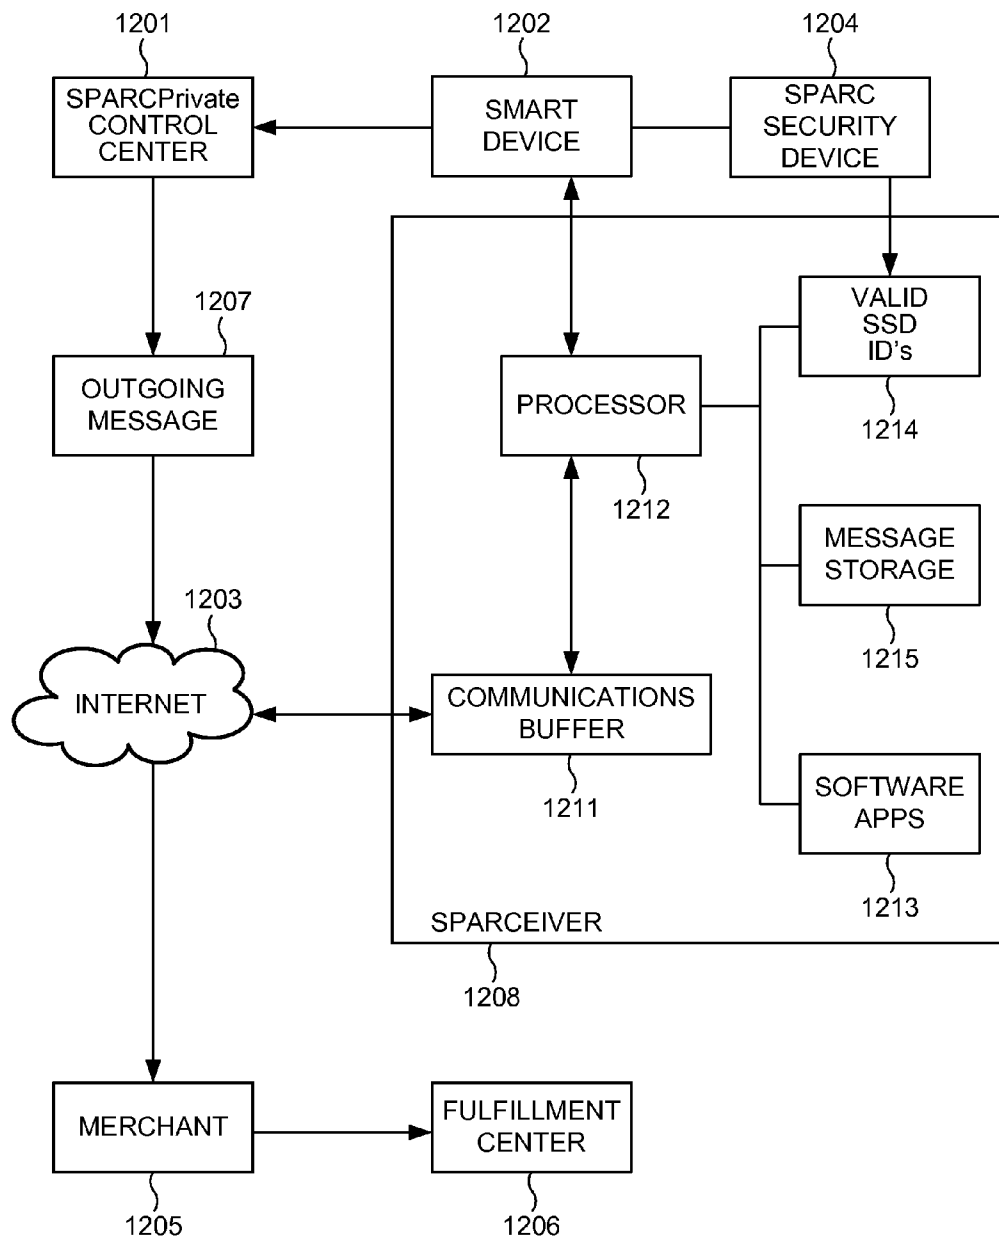 1201
1202
1204
SPARCPrivate
CONTROL
CENTER
SMART
DEVICE
SPARC
SECURITY
DEVICE
1207
OUTGOING
MESSAGE
VALID
SSD
ID's
1214
PROCESSOR
1212
MESSAGE
STORAGE
1215
1203
INTERNET
COMMUNICATIONS
BUFFER
1211
SOFTWARE
APPS
1213
SPARCEIVER
1208
MERCHANT
1205
FULFILLMENT
CENTER
1206